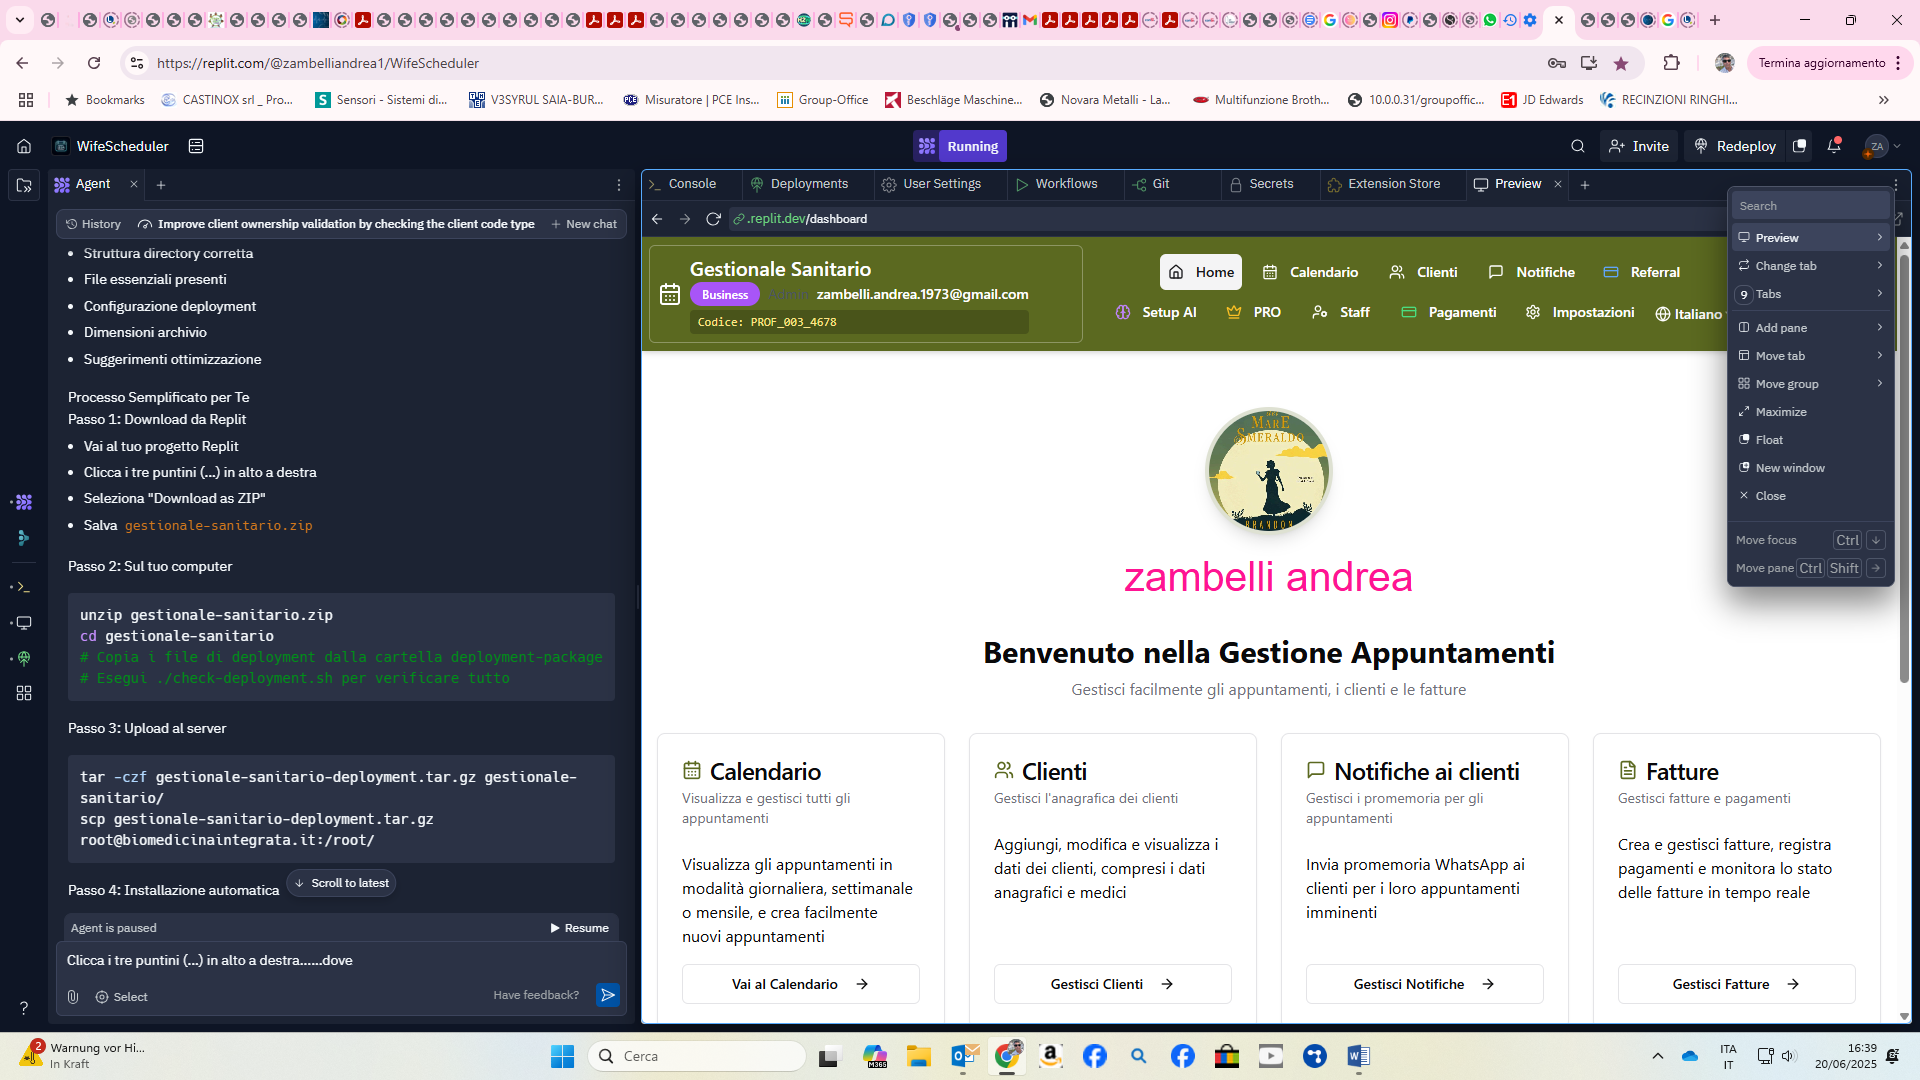 https://replit.com/@zambelliandrea1/WifeScheduler
Termina aggiornamento
Bookmarks
CASTINOX srl _ Pro...
Sensori - Sistemi di...
V3SYRUL SAIA-BUR...
Misuratore | PCE Ins...
Group-Office
Beschläge Maschine...
Novara Metalli - La...
Multifunzione Broth...
10.0.0.31/groupoffic...
JD Edwards
RECINZIONI RINGHI...
WifeScheduler
Running
Invite
Redeploy
ZA
Agent
History
Improve client ownership validation by checking the client code type
New chat
Struttura directory corretta
File essenziali presenti
Configurazione deployment
Dimensioni archivio
Suggerimenti ottimizzazione
Processo Semplificato per Te
Passo 1: Download da Replit
Vai al tuo progetto Replit
Clicca i tre puntini (...) in alto a destra
Seleziona "Download as ZIP"
Salva gestionale-sanitario.zip
Passo 2: Sul tuo computer
unzip gestionale-sanitario.zip
cd gestionale-sanitario
# Copia i file di deployment dalla cartella deployment-package
# Esegui ./check-deployment.sh per verificare tutto
Passo 3: Upload al server
tar -czf gestionale-sanitario-deployment.tar.gz gestionale-
sanitario/
scp gestionale-sanitario-deployment.tar.gz
root@biomedicinaintegrata.it:/root/
Passo 4: Installazione automatica
Scroll to latest
Agent is paused
Resume
Clicca i tre puntini (...) in alto a destra......dove
Select
Have feedback?
Console
Deployments
User Settings
Workflows
Git
Secrets
Extension Store
Preview
.replit.dev/dashboard
Gestionale Sanitario
Business
Admin
zambelli.andrea.1973@gmail.com
Codice: PROF_003_4678
Home
Calendario
Clienti
Notifiche
Referral
Setup AI
PRO
Staff
Pagamenti
Impostazioni
Italiano
MARE
SMERALDO
BRANDON
zambelli andrea
Benvenuto nella Gestione Appuntamenti
Gestisci facilmente gli appuntamenti, i clienti e le fatture
Calendario
Visualizza e gestisci tutti gli
appuntamenti
Visualizza gli appuntamenti in
modalità giornaliera, settimanale
o mensile, e crea facilmente
nuovi appuntamenti
Vai al Calendario
Clienti
Gestisci l'anagrafica dei clienti
Aggiungi, modifica e visualizza i
dati dei clienti, compresi i dati
anagrafici e medici
Gestisci Clienti
Notifiche ai clienti
Gestisci i promemoria per gli
appuntamenti
Invia promemoria WhatsApp ai
clienti per i loro appuntamenti
imminenti
Gestisci Notifiche
Fatture
Gestisci fatture e pagamenti
Crea e gestisci fatture, registra
pagamenti e monitora lo stato
delle fatture in tempo reale
Gestisci Fatture
Search
Preview
Change tab
9 Tabs
Add pane
Move tab
Move group
Maximize
Float
New window
Close
Move focus Ctrl ↓
Move pane Ctrl Shift →
2
Warnung vor Hi...
In Kraft
Cerca
M365
ITA
IT
16:39
20/06/2025